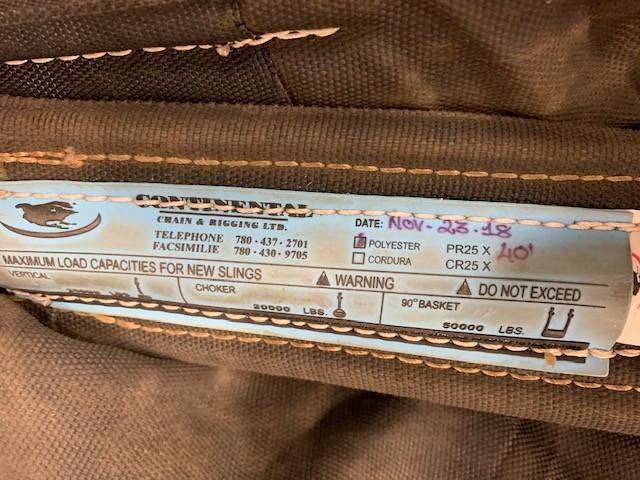 CONTINENTAL
CHAIN & RIGGING LTD.
TELEPHONE 780·437·2701
FACSIMILIE 780·430·9705
DATE: NOV-23-18
POLYESTER PR25 X 40'
CORDURA CR25 X
MAXIMUM LOAD CAPACITIES FOR NEW SLINGS WARNING DO NOT EXCEED
VERTICAL CHOKER 90° BASKET
20000 LBS. 50000 LBS.